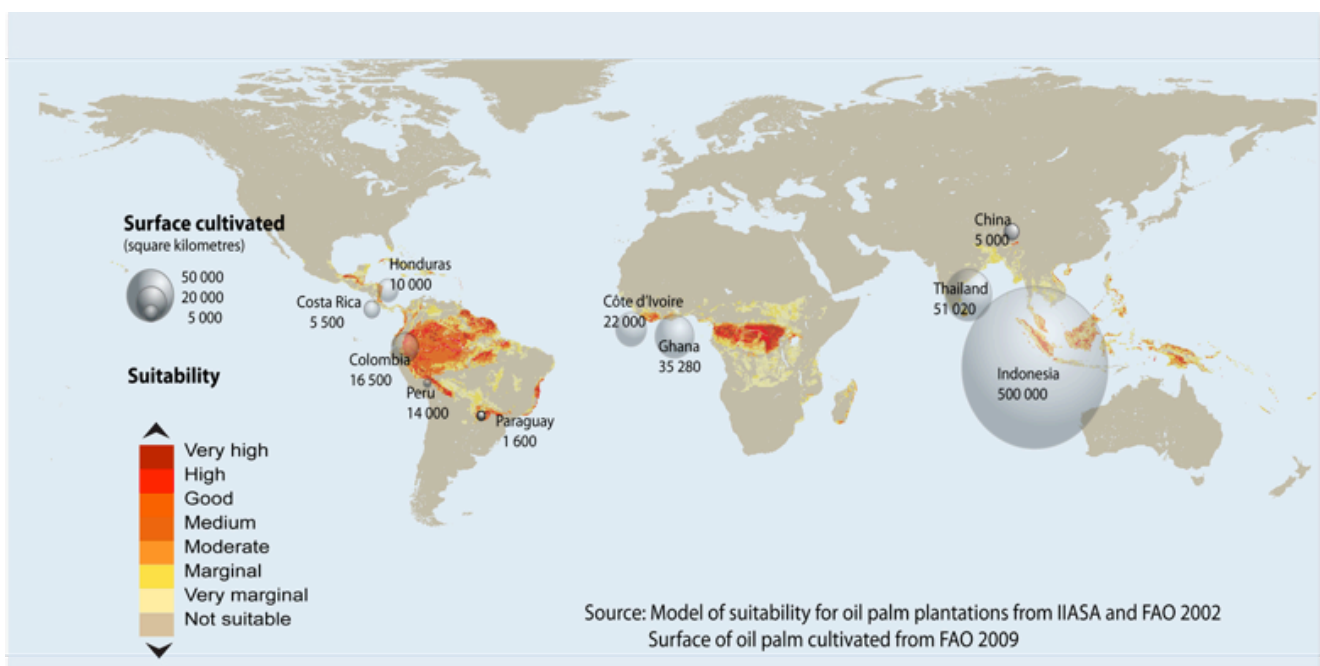 Surface cultivated
(square kilometres)
50 000
20 000
5 000
Honduras
10 000
Costa Rica
5 500
Colombia
16 500
Peru
14 000
Paraguay
1 600
Côte d'Ivoire
22 000
Ghana
35 280
China
5 000
Thailand
51 020
Indonesia
500 000
Suitability
Very high
High
Good
Medium
Moderate
Marginal
Very marginal
Not suitable
Source: Model of suitability for oil palm plantations from IIASA and FAO 2002
Surface of oil palm cultivated from FAO 2009